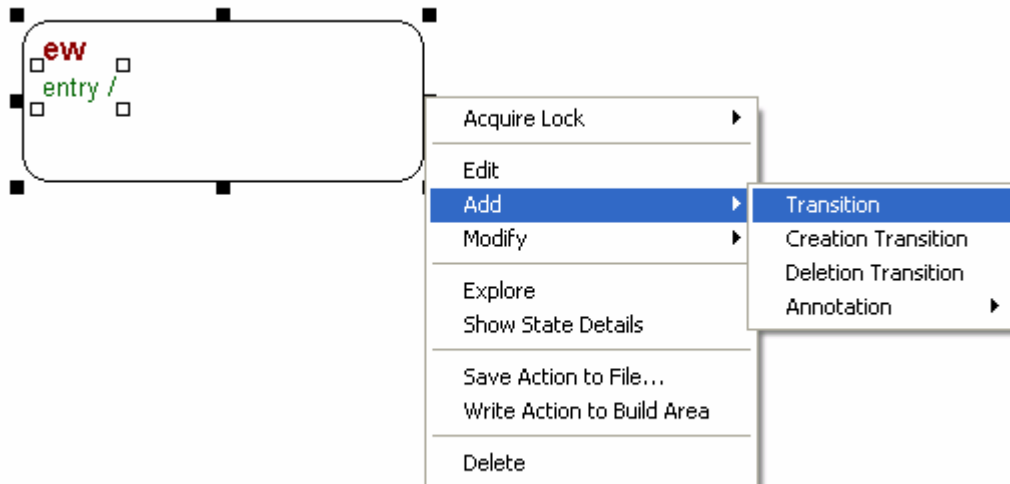 ew
entry /
Acquire Lock
Edit
Add
Modify
Explore
Show State Details
Save Action to File...
Write Action to Build Area
Delete
Transition
Creation Transition
Deletion Transition
Annotation